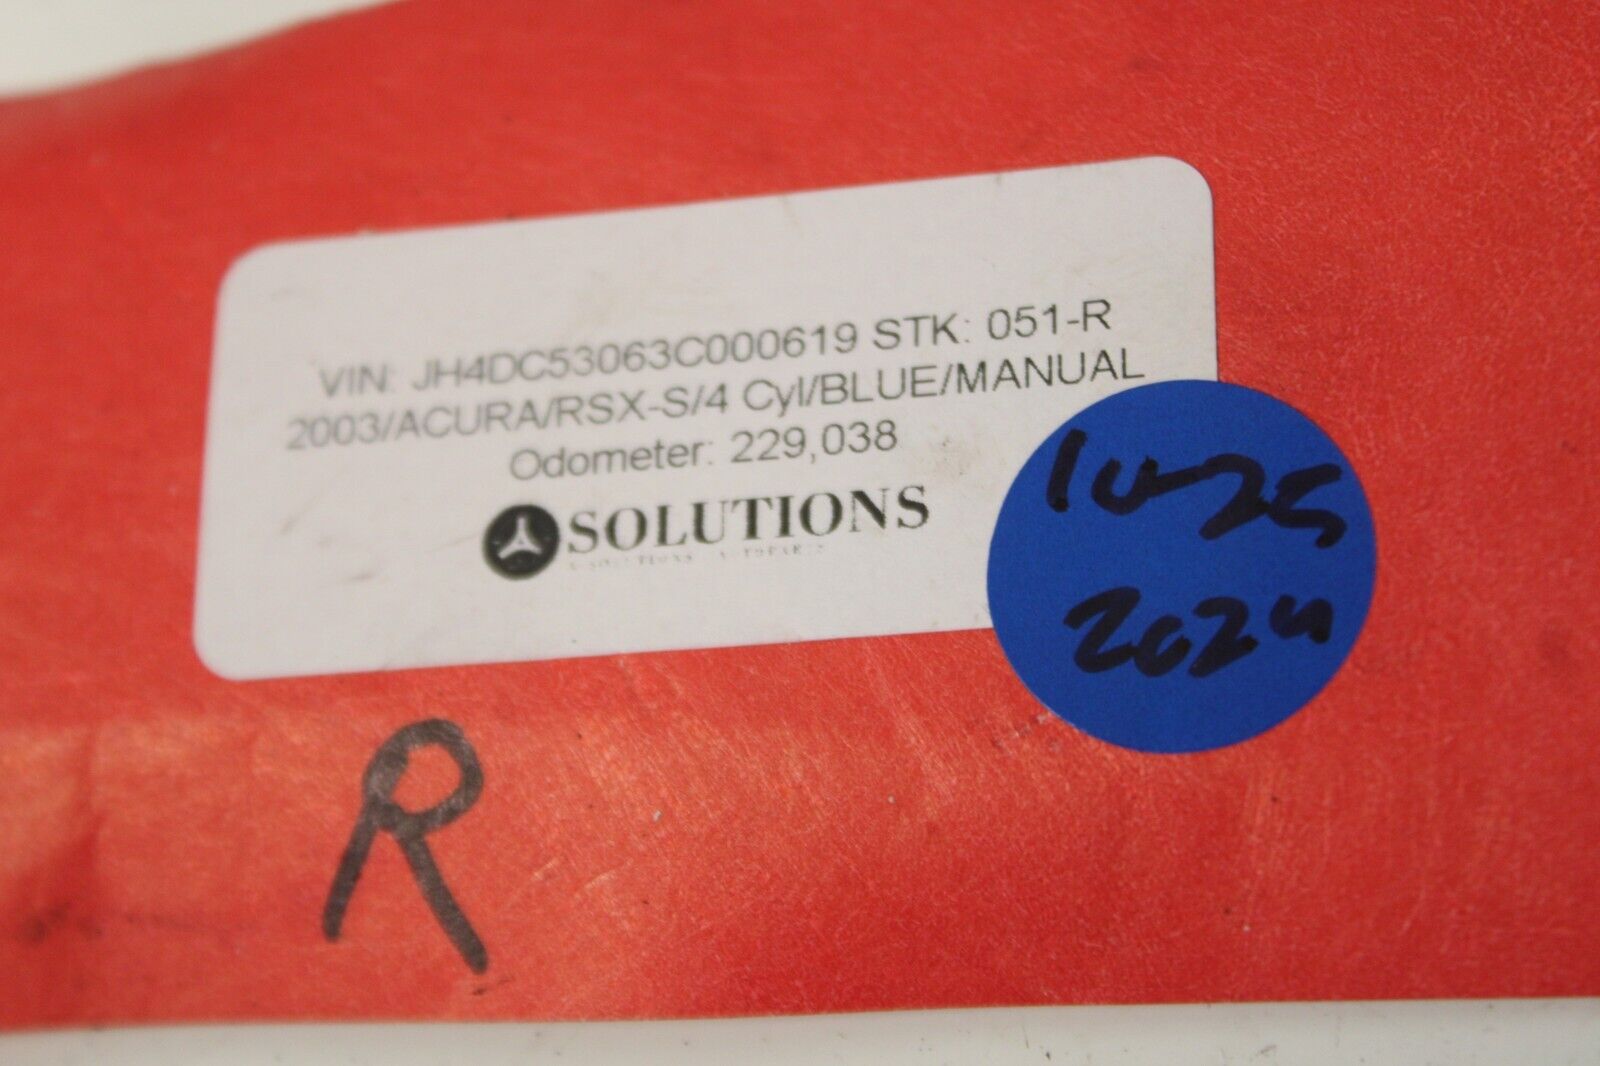 VIN: JH4DC53063C000619 STK: 051-R
2003/ACURA/RSX-S/4 Cyl/BLUE/MANUAL
Odometer: 229,038
SOLUTIONS
10-25
2024
R